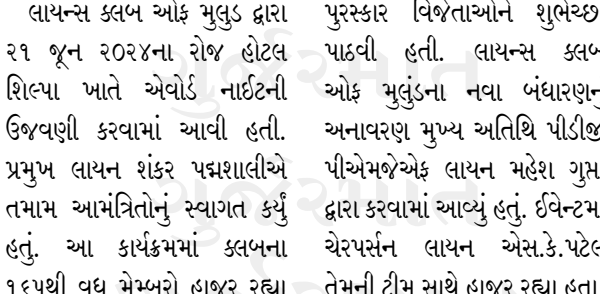 લાયન્સ ક્લબ ઓફ મુલુડ દ્વારા
૨૧ જૂન ૨૦૨૪ના રોજ હોટલ
શિલ્પા ખાતે એવોર્ડ નાઈટની
ઉજવણી કરવામાં આવી હતી.
પ્રમુખ લાયન શંકર પદ્મશાલીએ
તમામ આમંત્રિતોનું સ્વાગત કર્યું
હતું. આ કાર્યક્રમમાં ક્લબના
૧૬૫થી વધુ મેમ્બરો હાજર રહ્યા
પુરસ્કાર વિજેતાઓને શુભેચ્છ
પાઠવી હતી. લાયન્સ ક્લબ
ઓફ મુલુંડના નવા બંધારણનુ
અનાવરણ મુખ્ય અતિથિ પીડીજી
પીએમજેએફ લાયન મહેશ ગુપ્ત
દ્વારા કરવામાં આવ્યું હતું. ઈવેન્ટમ
ચેરપર્સન લાયન એસ.કે.પટેલ
તેમની ટીમ સાથે હાજર રહ્યા હતા